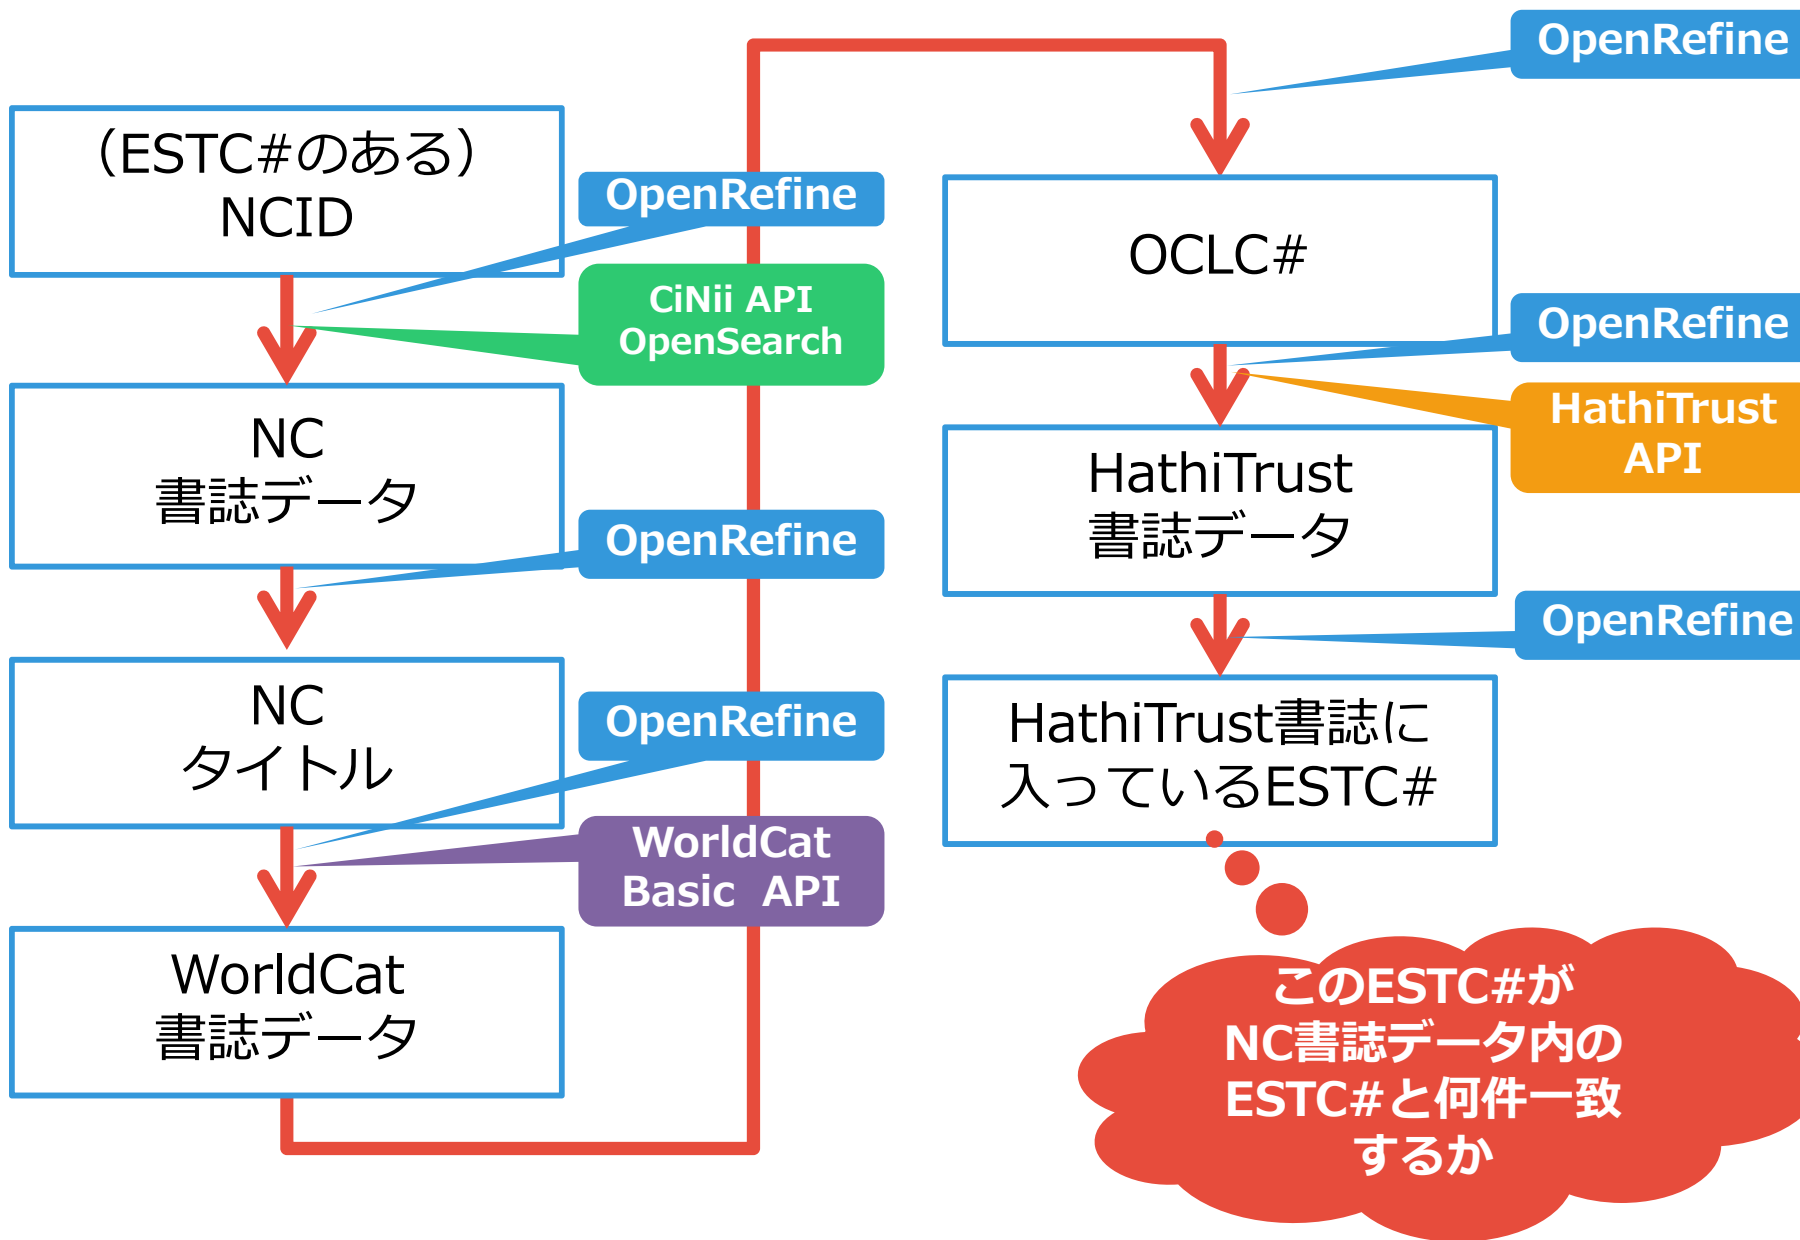 （ESTC#のある）
NCID
OpenRefine
CiNii API
OpenSearch
NC
書誌データ
OpenRefine
NC
タイトル
OpenRefine
WorldCat
Basic API
WorldCat
書誌データ
OpenRefine
OCLC#
OpenRefine
HathiTrust
API
HathiTrust
書誌データ
OpenRefine
HathiTrust書誌に
入っているESTC#
このESTC#が
NC書誌データ内の
ESTC#と何件一致
するか